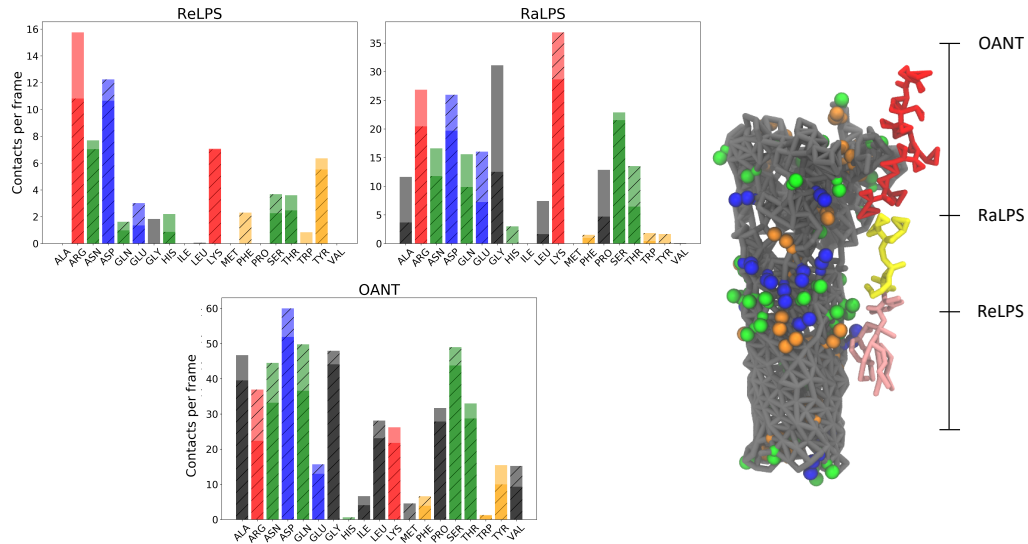 ReLPS
Contacts per frame
16
14
12
10
8
6
4
2
0
ALA ARG ASN ASP GLN GLU GLY HIS ILE LEU LYS MET PHE PRO SER THR TRP TYR VAL
RaLPS
35
30
25
20
15
10
5
0
ALA ARG ASN ASP GLN GLU GLY HIS ILE LEU LYS MET PHE PRO SER THR TRP TYR VAL
OANT
Contacts per frame
60
50
40
30
20
10
0
ALA ARG ASN ASP GLN GLU GLY HIS ILE LEU LYS MET PHE PRO SER THR TRP TYR VAL
OANT
RaLPS
ReLPS